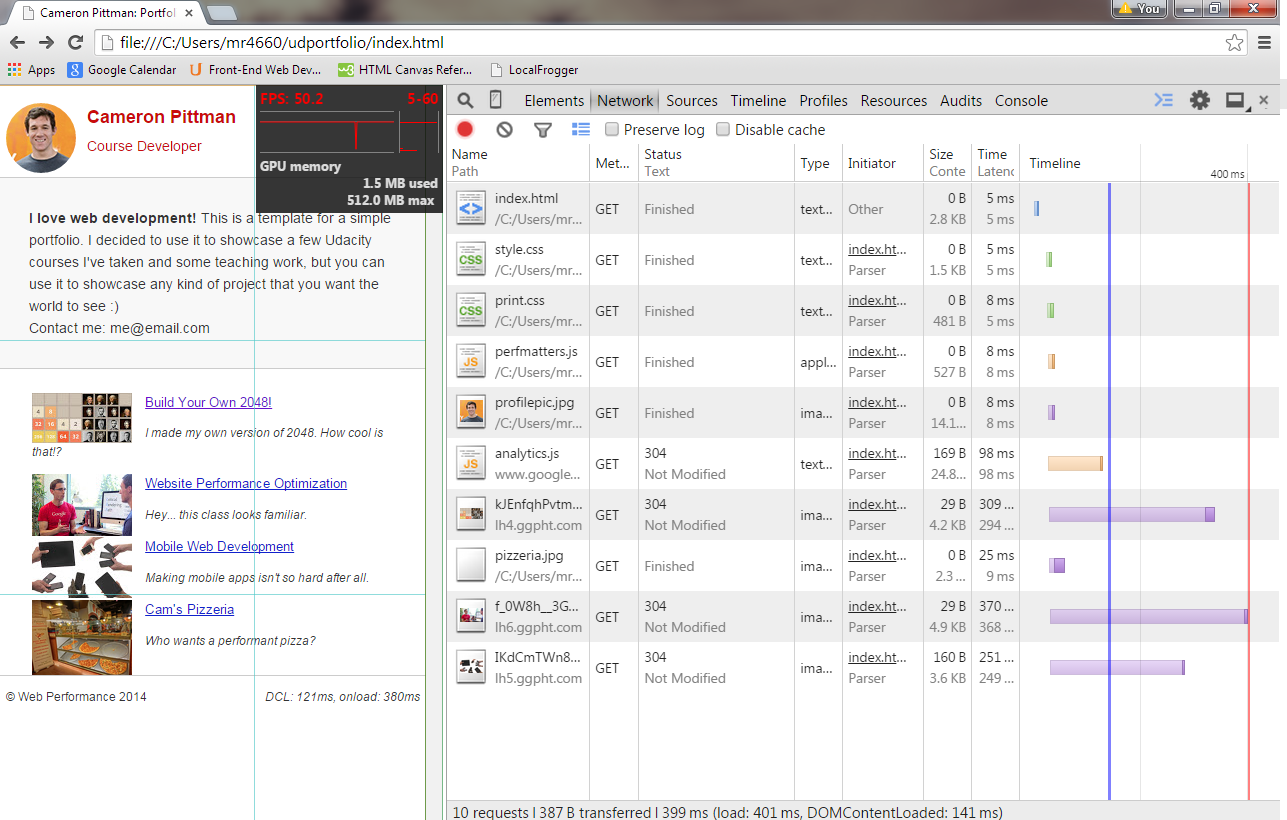 Cameron Pittman: Portfol
You
file:///C:/Users/mr4660/udportfolio/index.html
Apps Google Calendar Front-End Web Dev... HTML Canvas Refer... LocalFrogger
Cameron Pittman
Course Developer
FPS: 50.2 5-60
GPU memory
1.5 MB used
512.0 MB max
I love web development! This is a template for a simple
portfolio. I decided to use it to showcase a few Udacity
courses I've taken and some teaching work, but you can
use it to showcase any kind of project that you want the
world to see :)
Contact me: me@email.com
Build Your Own 2048!
I made my own version of 2048. How cool is
that!?
Website Performance Optimization
Hey... this class looks familiar.
Mobile Web Development
Making mobile apps isn't so hard after all.
Cam's Pizzeria
Who wants a performant pizza?
© Web Performance 2014 DCL: 121ms, onload: 380ms
Elements Network Sources Timeline Profiles Resources Audits Console
Preserve log Disable cache
Name Met... Status Type Initiator Size Time Timeline
Path Text Conte Latenc 400 ms
index.html GET Finished text... Other 0 B 5 ms
/C:/Users/mr... 2.8 KB 5 ms
style.css GET Finished text... index.ht... 0 B 5 ms
/C:/Users/mr... Parser 1.5 KB 5 ms
print.css GET Finished text... index.ht... 0 B 8 ms
/C:/Users/mr... Parser 481 B 5 ms
perfmatters.js GET Finished appl... index.ht... 0 B 8 ms
/C:/Users/mr... Parser 527 B 8 ms
profilepic.jpg GET Finished ima... index.ht... 0 B 8 ms
/C:/Users/mr... Parser 14.1... 8 ms
analytics.js GET 304 text... index.ht... 169 B 98 ms
www.google... Not Modified Parser 24.8... 98 ms
kJEnfqhPvtm... GET 304 ima... index.ht... 29 B 309 ...
lh4.ggpht.com Not Modified Parser 4.2 KB 294 ...
pizzeria.jpg GET Finished ima... index.ht... 0 B 25 ms
/C:/Users/mr... Parser 2.3 ... 9 ms
f_0W8h__3G... GET 304 ima... index.ht... 29 B 370 ...
lh6.ggpht.com Not Modified Parser 4.9 KB 368 ...
IKdCmTWn8... GET 304 ima... index.ht... 160 B 251 ...
lh5.ggpht.com Not Modified Parser 3.6 KB 249 ...
10 requests | 387 B transferred | 399 ms (load: 401 ms, DOMContentLoaded: 141 ms)